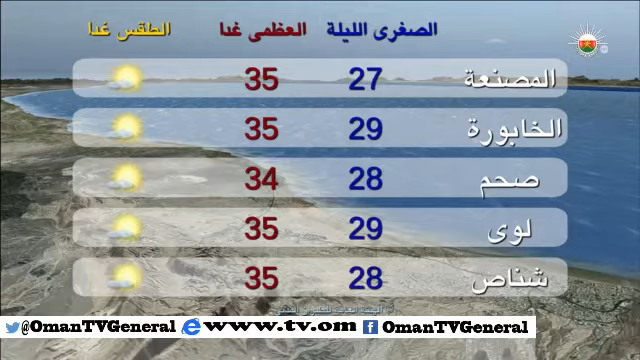 الصغرى الليلة العظمى غدا الطقس غدا
المصنعة 27 35
الخابورة 29 35
صحم 28 34
لوى 29 35
شناص 28 35
@OmanTVGeneral www.tv.om OmanTVGeneral